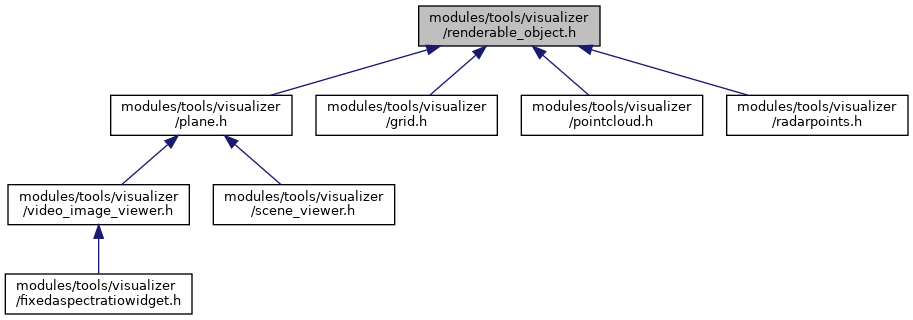 modules/tools/visualizer
/renderable_object.h
modules/tools/visualizer
/plane.h
modules/tools/visualizer
/grid.h
modules/tools/visualizer
/pointcloud.h
modules/tools/visualizer
/radarpoints.h
modules/tools/visualizer
/video_image_viewer.h
modules/tools/visualizer
/scene_viewer.h
modules/tools/visualizer
/fixedaspectratiowidget.h